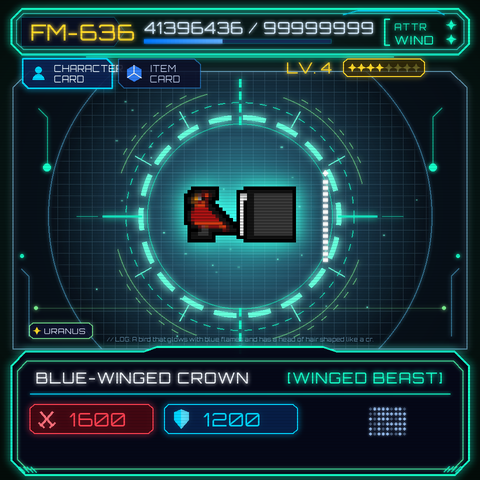 FM-636
41396436 / 99999999
ATTR
WIND
CHARACTER
CARD
ITEM
CARD
LV.4
URANUS
// LOG: A bird that glows with blue flames and has a head of hair shaped like a cr
BLUE-WINGED CROWN
[WINGED BEAST]
1600
1200